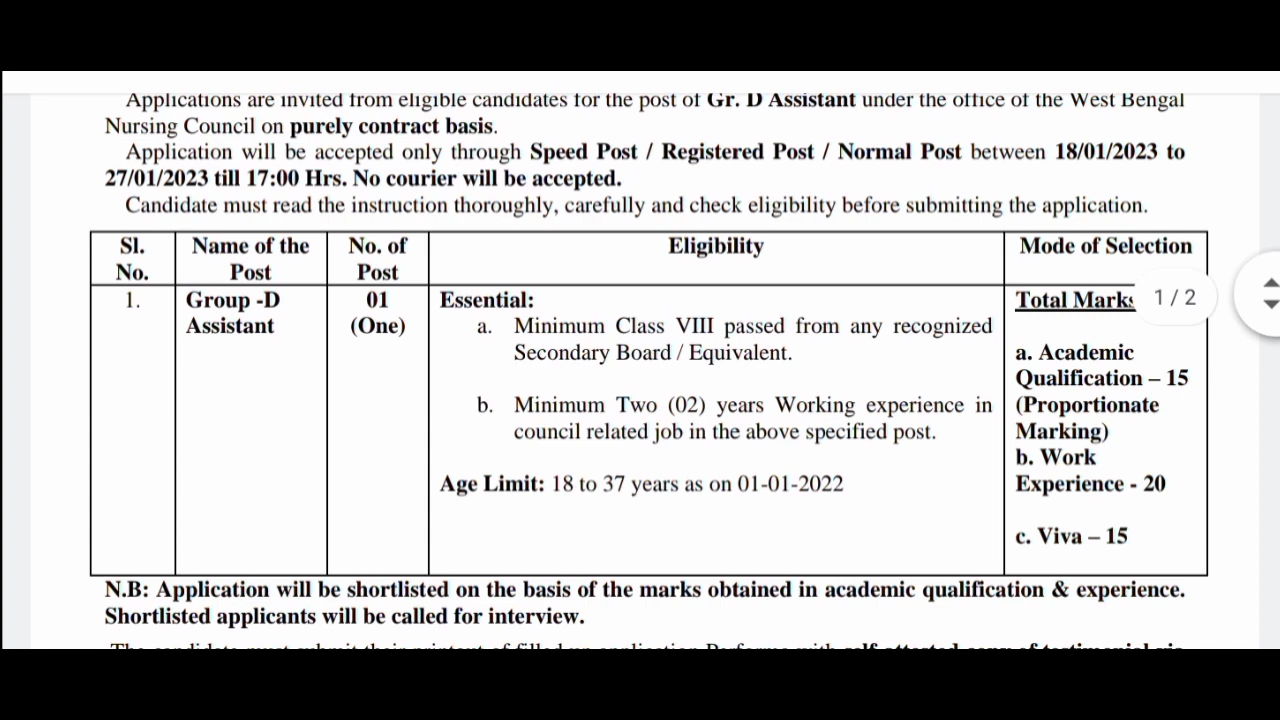 Applications are invited from eligible candidates for the post of Gr. D Assistant under the office of the West Bengal
Nursing Council on purely contract basis.
Application will be accepted only through Speed Post / Registered Post / Normal Post between 18/01/2023 to
27/01/2023 till 17:00 Hrs. No courier will be accepted.
Candidate must read the instruction thoroughly, carefully and check eligibility before submitting the application.
Sl. No.
Name of the Post
No. of Post
Eligibility
Mode of Selection
1.
Group -D
Assistant
01
(One)
Essential:
a. Minimum Class VIII passed from any recognized
Secondary Board / Equivalent.
b. Minimum Two (02) years Working experience in
council related job in the above specified post.
Age Limit: 18 to 37 years as on 01-01-2022
Total Marks
1 / 2
a. Academic
Qualification – 15
(Proportionate
Marking)
b. Work
Experience - 20
c. Viva – 15
N.B: Application will be shortlisted on the basis of the marks obtained in academic qualification & experience.
Shortlisted applicants will be called for interview.